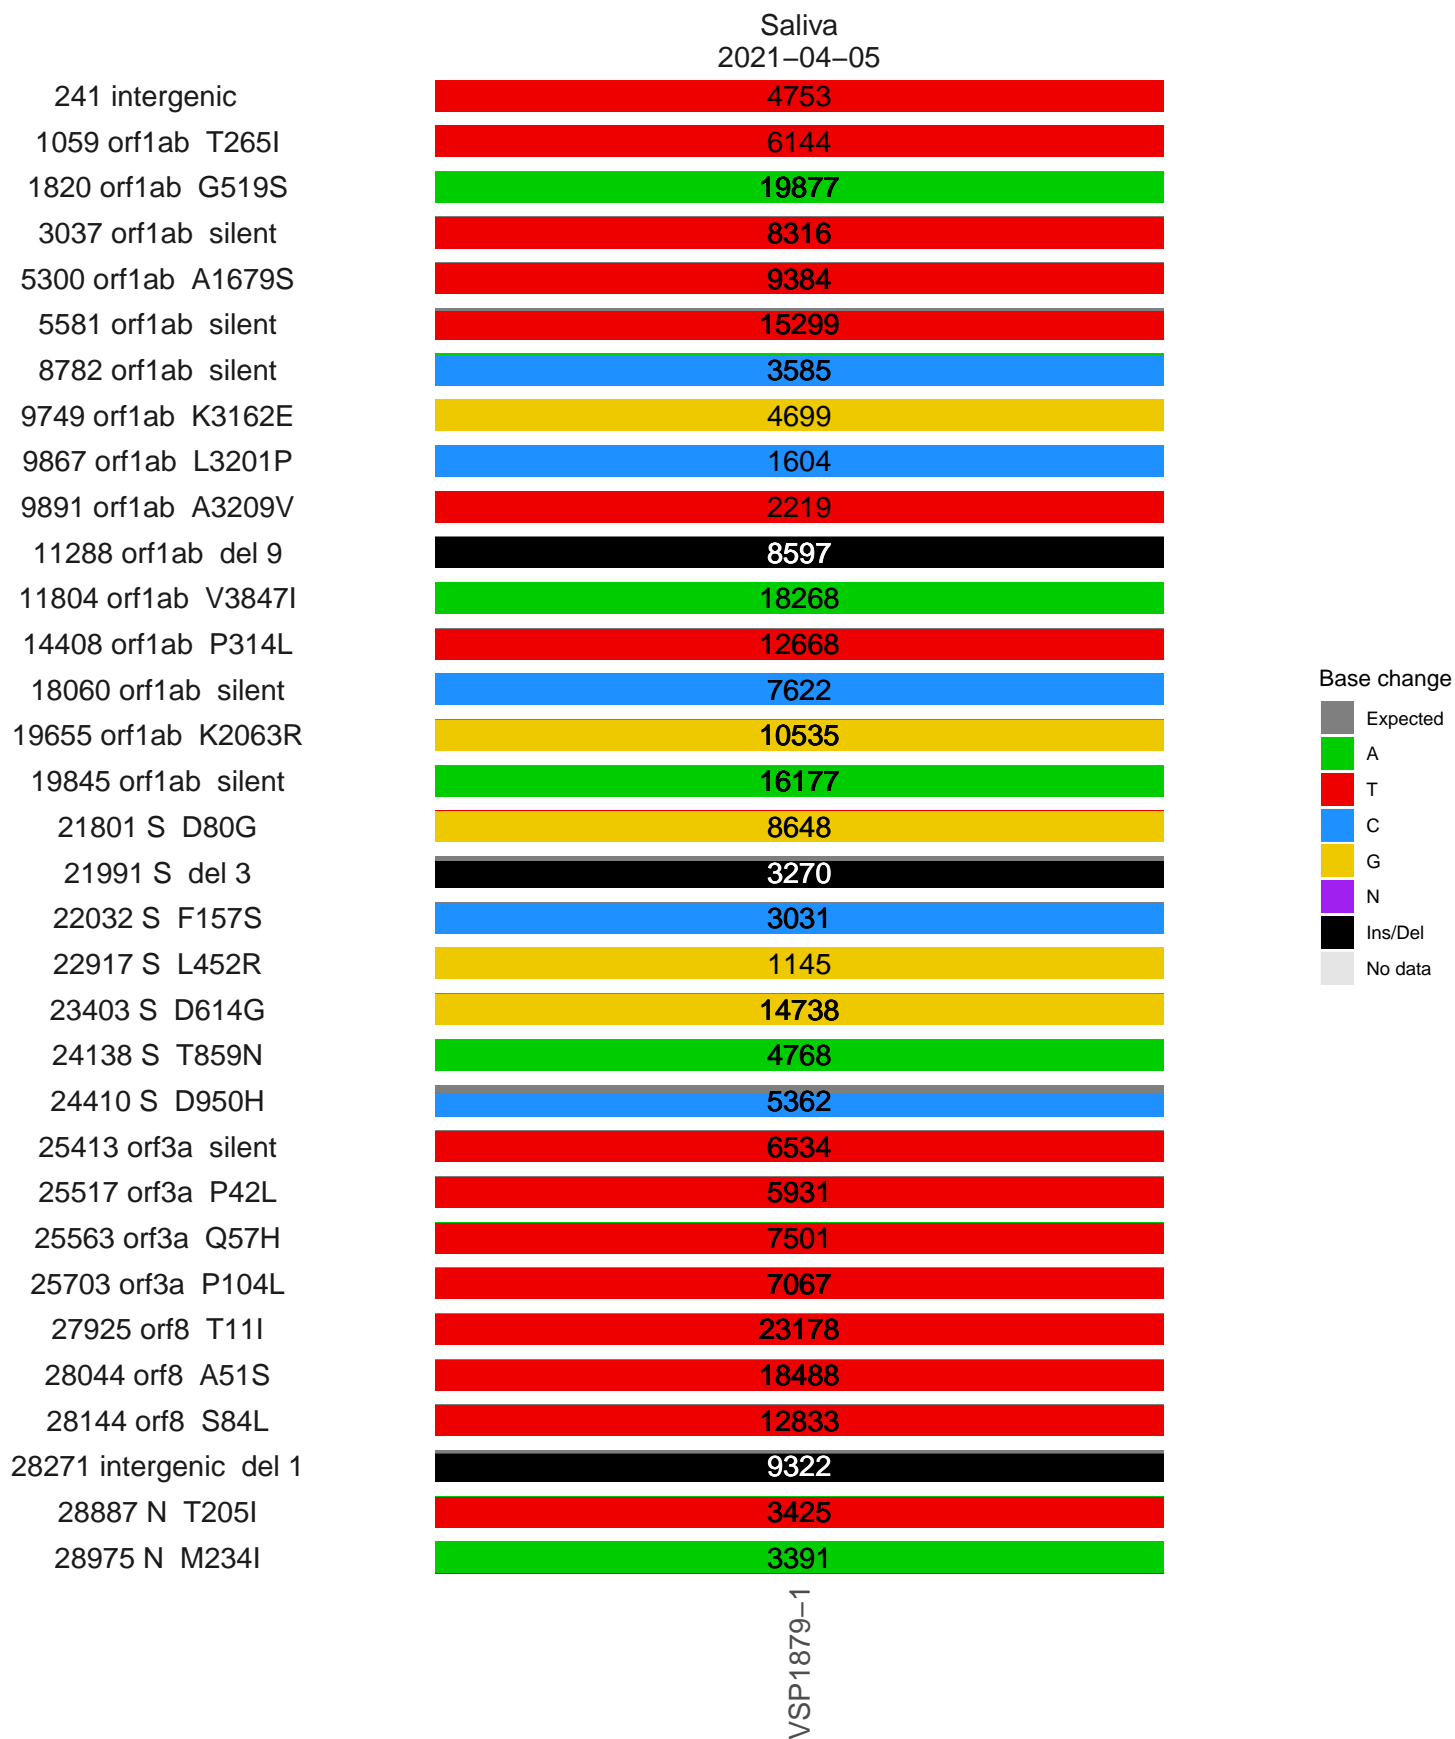 Saliva
2021−04−05
241 intergenic 4753
1059 orf1ab T265I 6144
1820 orf1ab G519S 19877
3037 orf1ab silent 8316
5300 orf1ab A1679S 9384
5581 orf1ab silent 15299
8782 orf1ab silent 3585
9749 orf1ab K3162E 4699
9867 orf1ab L3201P 1604
9891 orf1ab A3209V 2219
11288 orf1ab del 9 8597
11804 orf1ab V3847I 18268
14408 orf1ab P314L 12668
18060 orf1ab silent 7622
19655 orf1ab K2063R 10535
19845 orf1ab silent 16177
21801 S D80G 8648
21991 S del 3 3270
22032 S F157S 3031
22917 S L452R 1145
23403 S D614G 14738
24138 S T859N 4768
24410 S D950H 5362
25413 orf3a silent 6534
25517 orf3a P42L 5931
25563 orf3a Q57H 7501
25703 orf3a P104L 7067
27925 orf8 T11I 23178
28044 orf8 A51S 18488
28144 orf8 S84L 12833
28271 intergenic del 1 9322
28887 N T205I 3425
28975 N M234I 3391
VSP1879−1
Base change
Expected
A
T
C
G
N
Ins/Del
No data